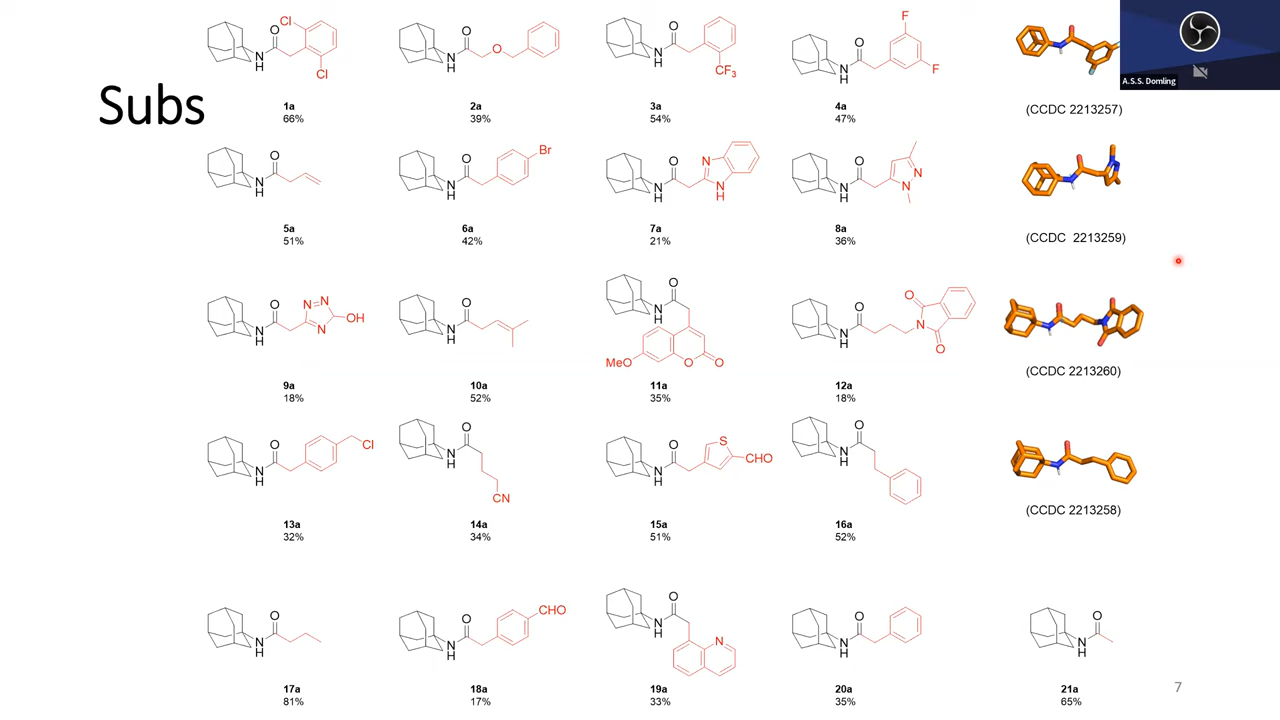 Subs
Cl
O
N
H
Cl
1a
66%
O
N
H
O
2a
39%
O
N
H
CF3
3a
54%
F
O
N
H
F
4a
47%
A.S.S. Domling
(CCDC 2213257)
O
N
H
5a
51%
O
N
H
Br
6a
42%
O
N
H
N
N
H
7a
21%
O
N
H
N
N
8a
36%
(CCDC 2213259)
O
N
H
N
N
N
OH
9a
18%
O
N
H
10a
52%
O
N
H
MeO
O
O
11a
35%
O
N
H
O
N
O
12a
18%
(CCDC 2213260)
O
N
H
Cl
13a
32%
O
N
H
CN
14a
34%
O
N
H
S
CHO
15a
51%
O
N
H
16a
52%
(CCDC 2213258)
O
N
H
17a
81%
O
N
H
CHO
18a
17%
O
N
H
N
19a
33%
O
N
H
20a
35%
O
N
H
21a
65%
7